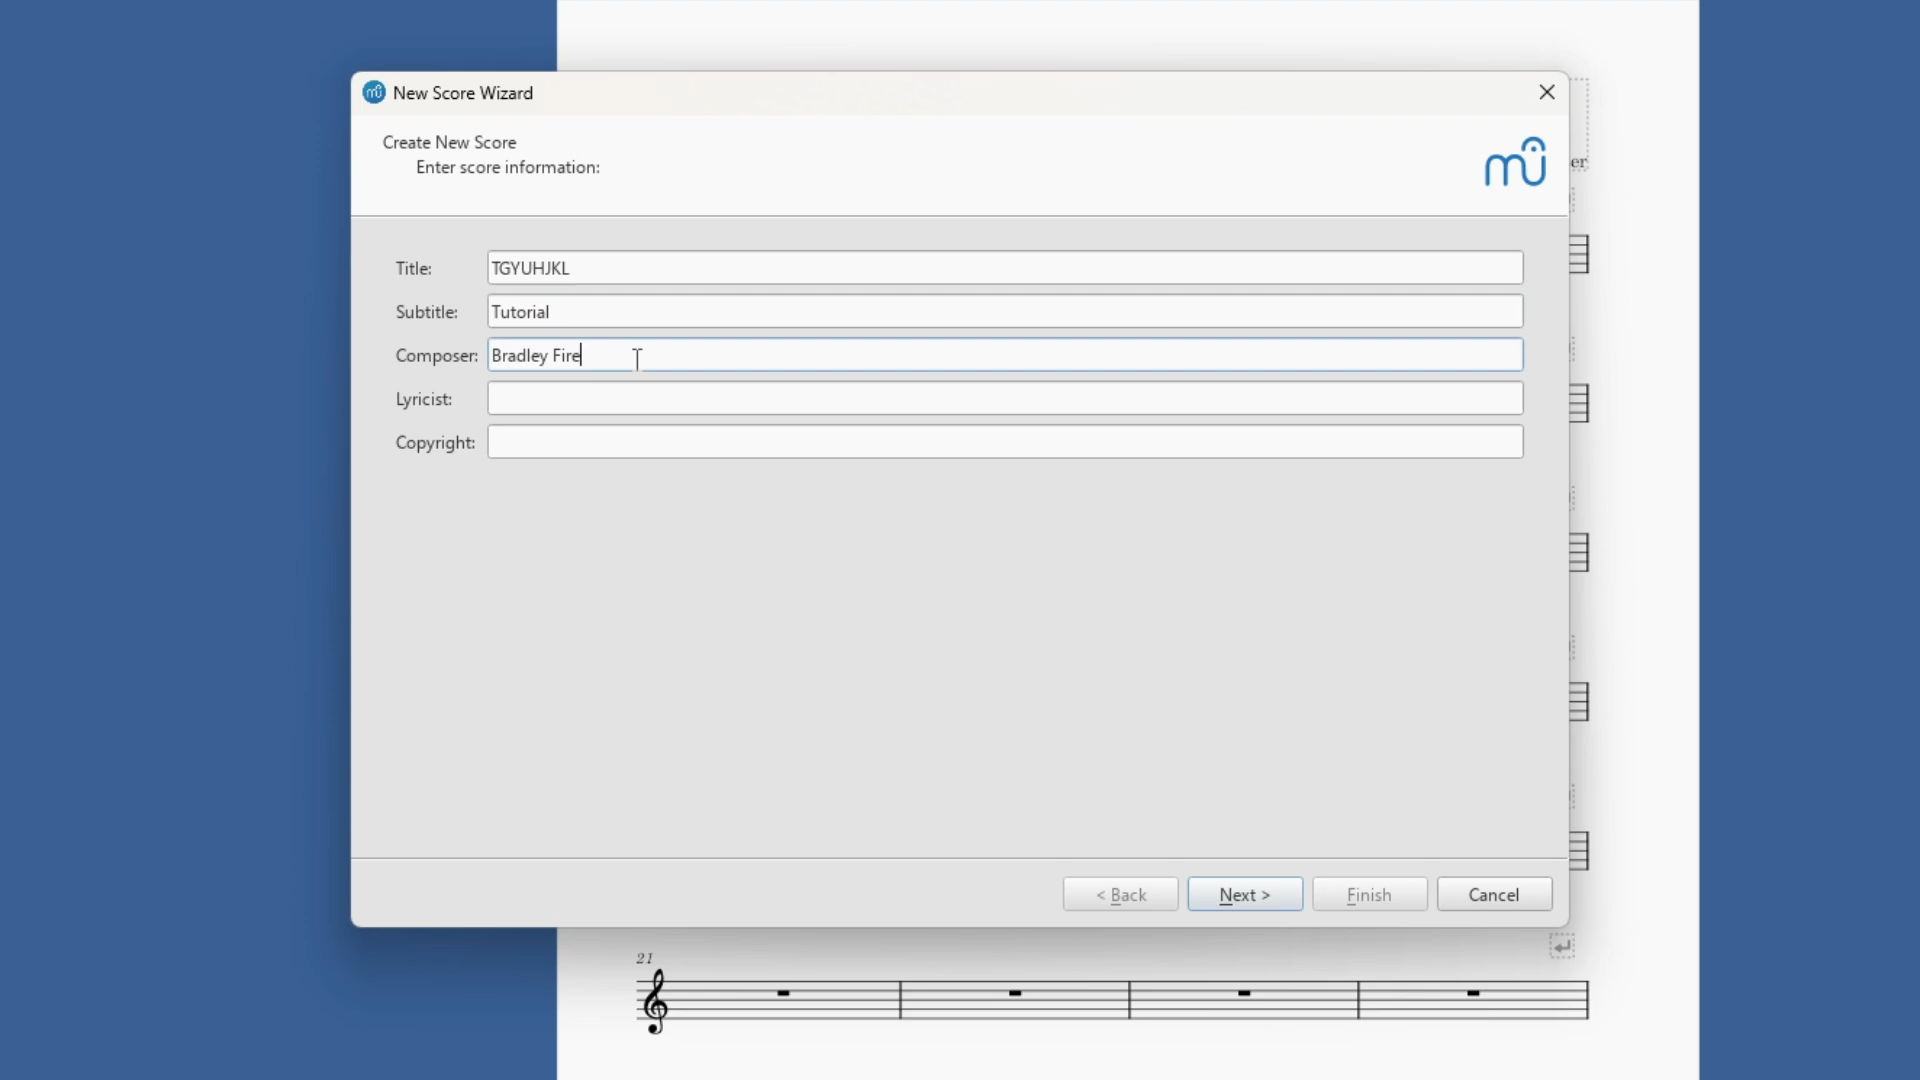 New Score Wizard
Create New Score
Enter score information:
er
Title: TGYUHJKL
Subtitle: Tutorial
Composer: Bradley Fire
Lyricist:
Copyright:
< Back Next > Finish Cancel
21